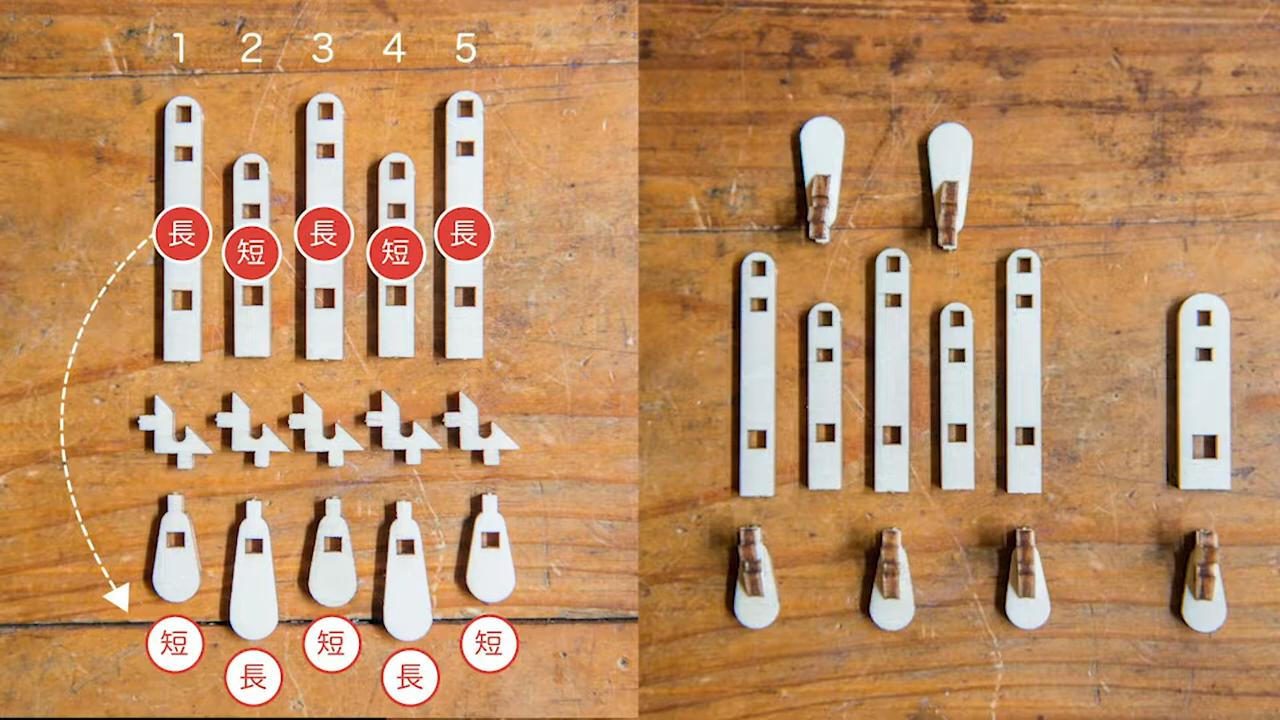 1 2 3 4 5
長 短 長 短 長
短 長 短 長 短